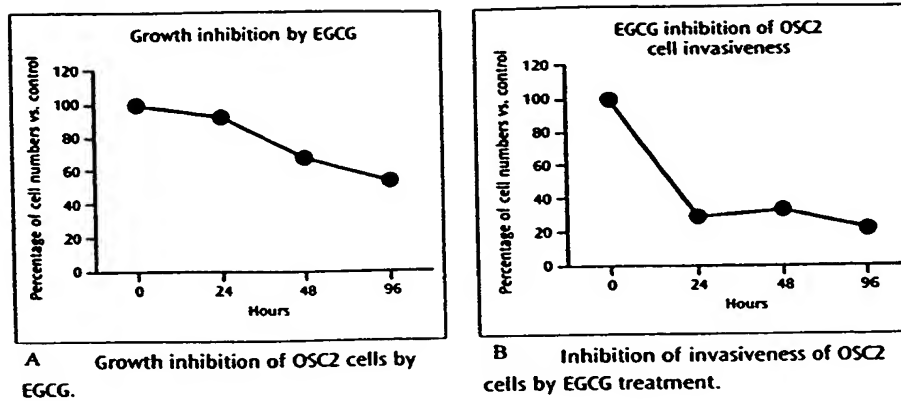 Growth inhibition by EGCG
Percentage of cell numbers vs. control
120
100
80
60
40
20
0
0 24 48 96
Hours
A Growth inhibition of OSC2 cells by
EGCG.
EGCG inhibition of OSC2
cell invasiveness
Percentage of cell numbers vs. control
120
100
80
60
40
20
0
0 24 48 96
Hours
B Inhibition of invasiveness of OSC2
cells by EGCG treatment.